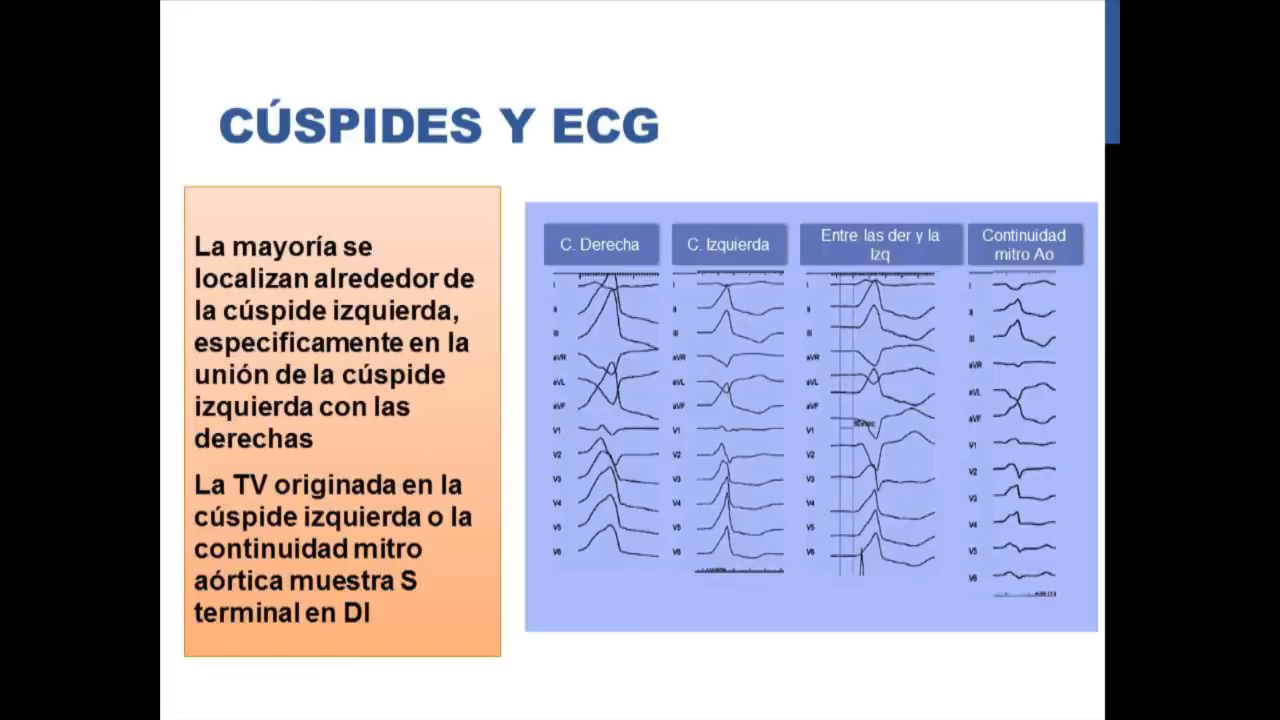 CÚSPIDES Y ECG
La mayoría se
localizan alrededor de
la cúspide izquierda,
especificamente en la
unión de la cúspide
izquierda con las
derechas
La TV originada en la
cúspide izquierda o la
continuidad mitro
aórtica muestra S
terminal en DI
C. Derecha
I
II
III
aVR
aVL
aVF
V1
V2
V3
V4
V5
V6
C. Izquierda
I
II
III
aVR
aVL
aVF
V1
V2
V3
V4
V5
V6
Entre las der y la
Izq
I
II
III
aVR
aVL
aVF
V1
V2
V3
V4
V5
V6
Continuidad
mitro Ao
I
II
III
aVR
aVL
aVF
V1
V2
V3
V4
V5
V6